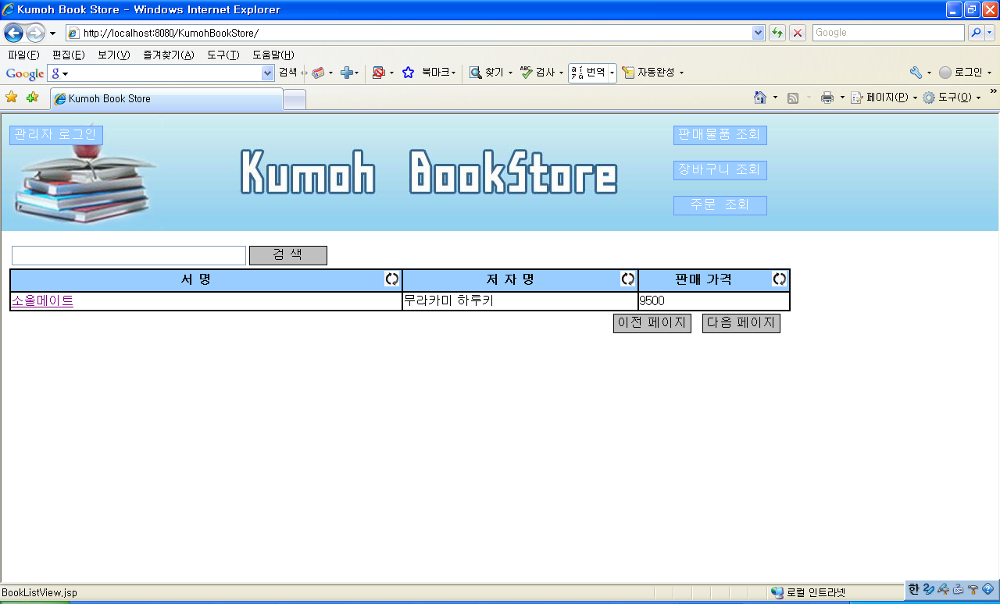 Kumoh Book Store - Windows Internet Explorer
http://localhost:8080/KumohBookStore/
Google
파일(F) 편집(E) 보기(V) 즐겨찾기(A) 도구(T) 도움말(H)
Google g 검색 북마크 찾기 ABC 검사 번역 자동완성 로그인
Kumoh Book Store 페이지(P) 도구(O) »
관리자 로그인
Kumoh BookStore
판매물품 조회
장바구니 조회
주문 조회
검 색
서 명 저 자 명 판매 가격
소울메이트 무라카미 하루키 9500
이전 페이지 다음 페이지
BookListView.jsp 로컬 인트라넷 한